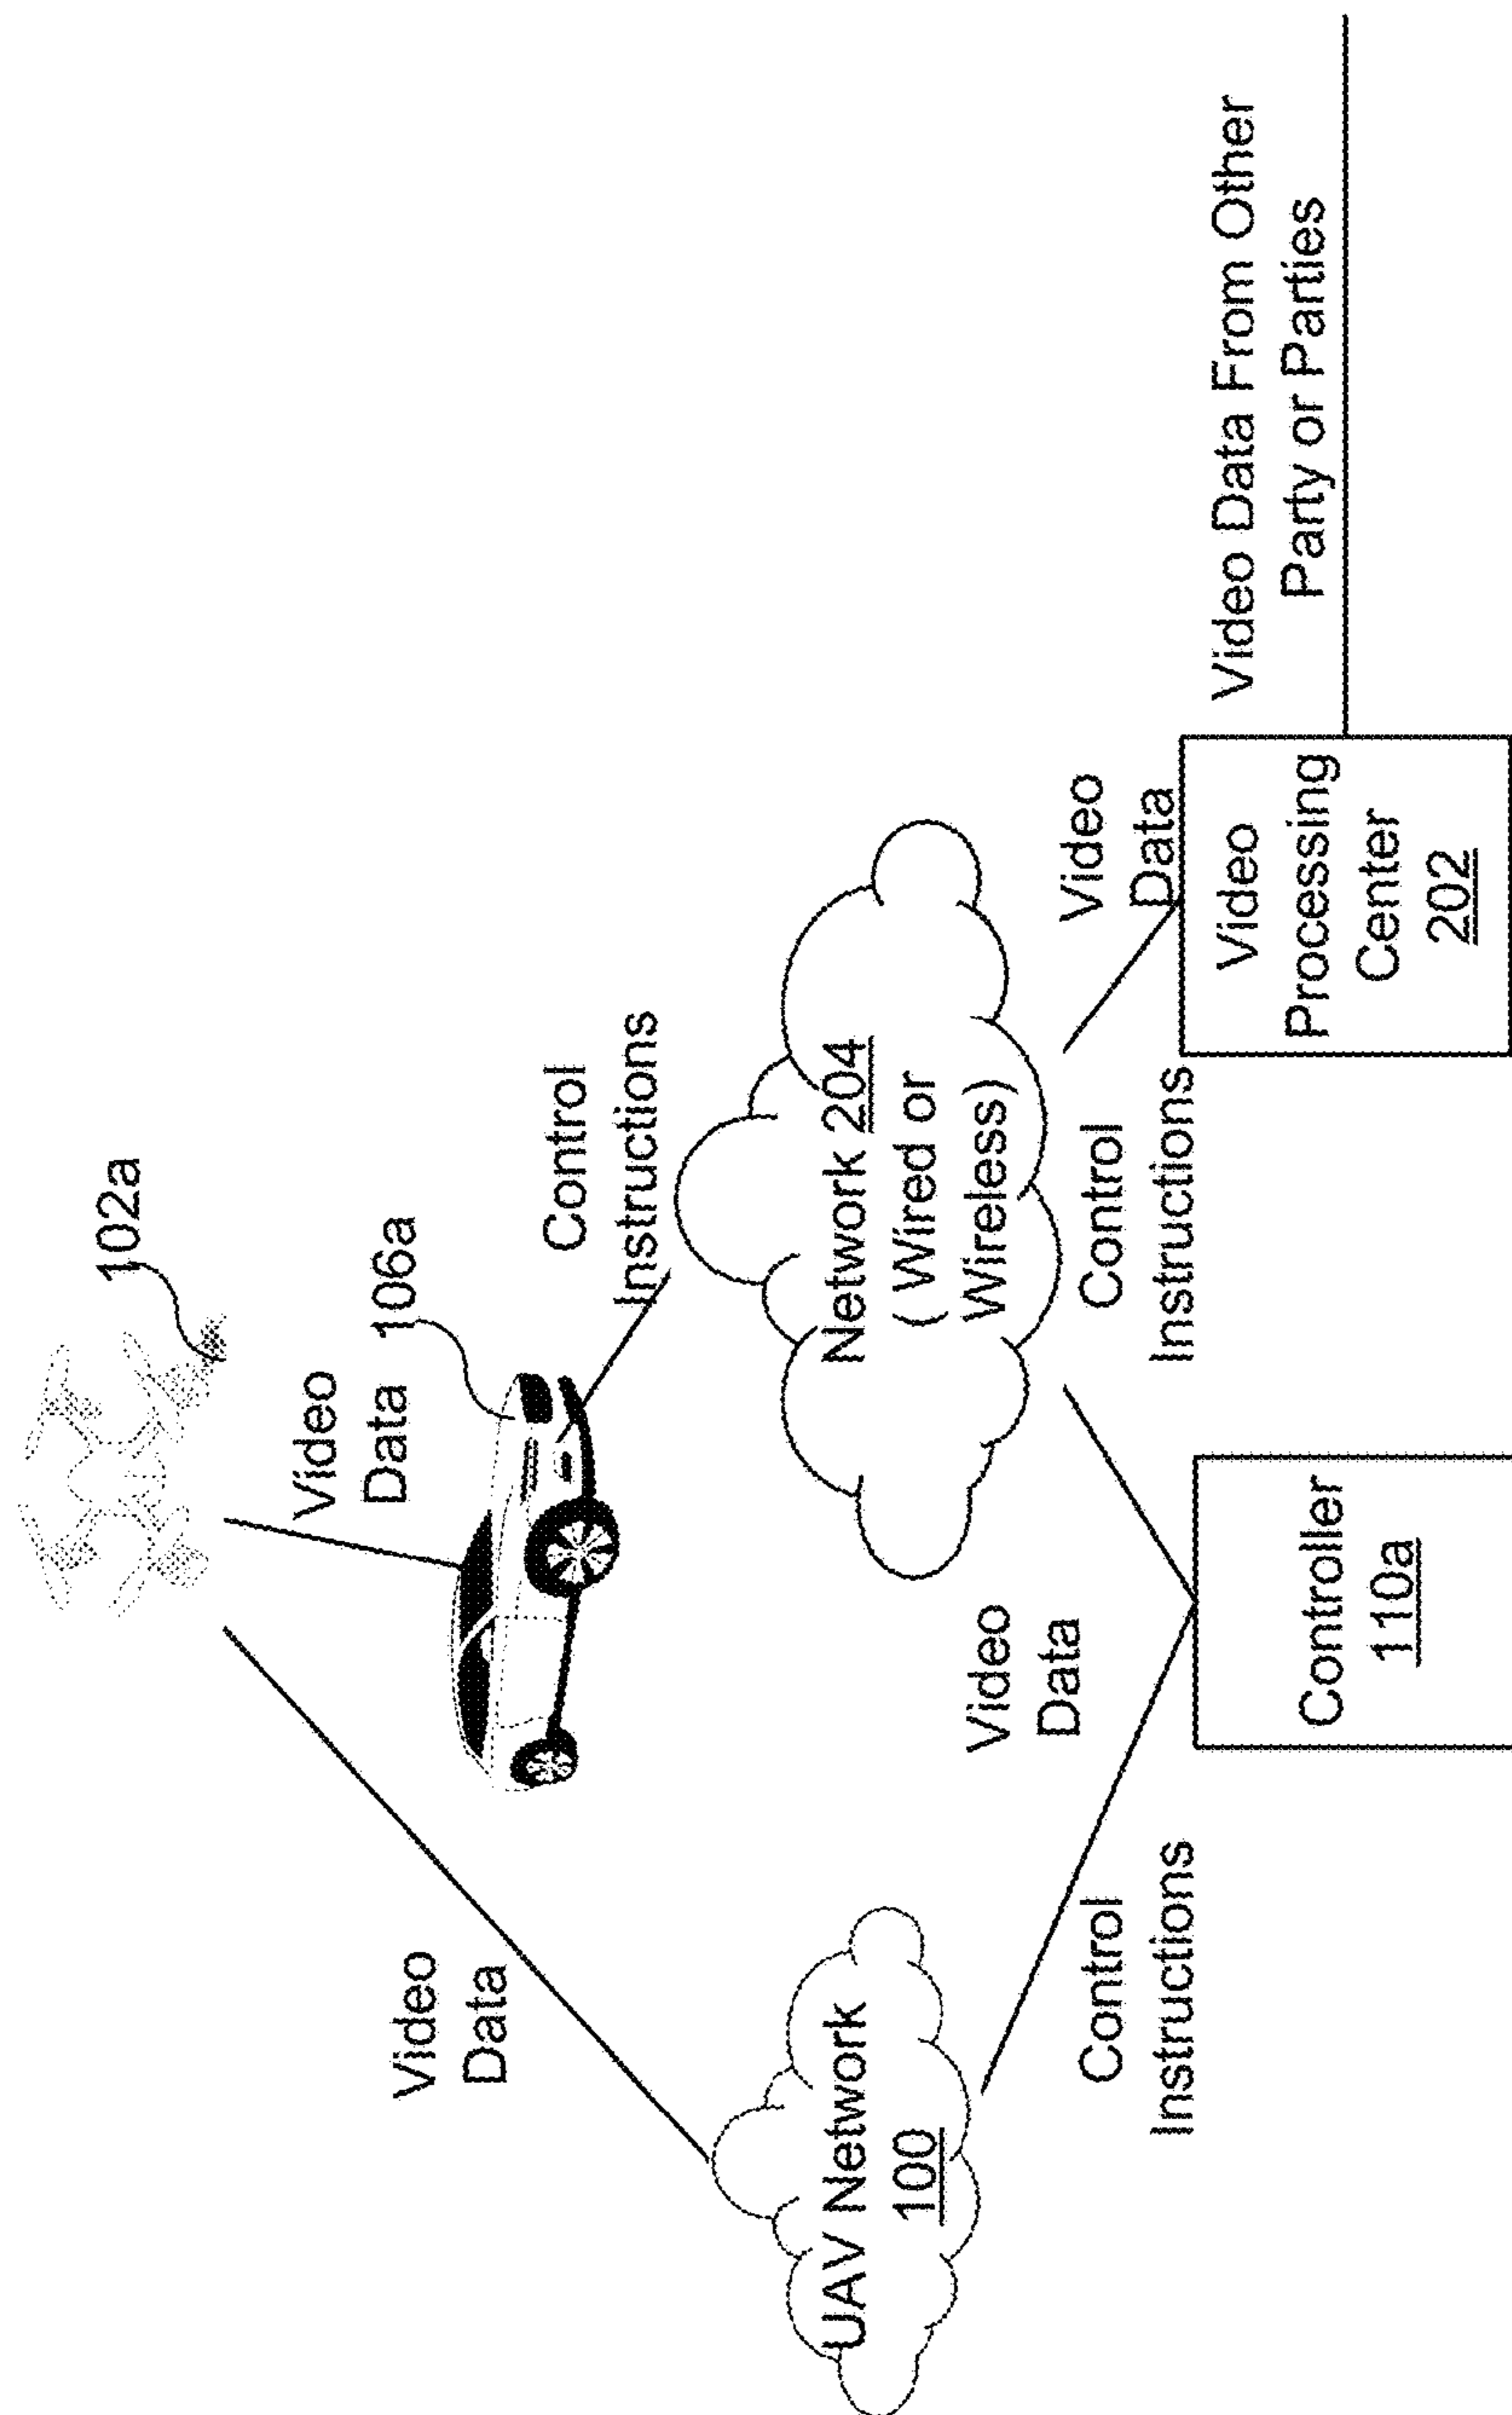 102a
Video
Data
106a
Video
Data
Control
Instructions
UAV Network
100
Network 204
( Wired or
Wireless)
Video
Data
Control
Instructions
Control
Instructions
Video
Data
Controller
110a
Video
Processing
Center
202
Video Data From Other
Party or Parties